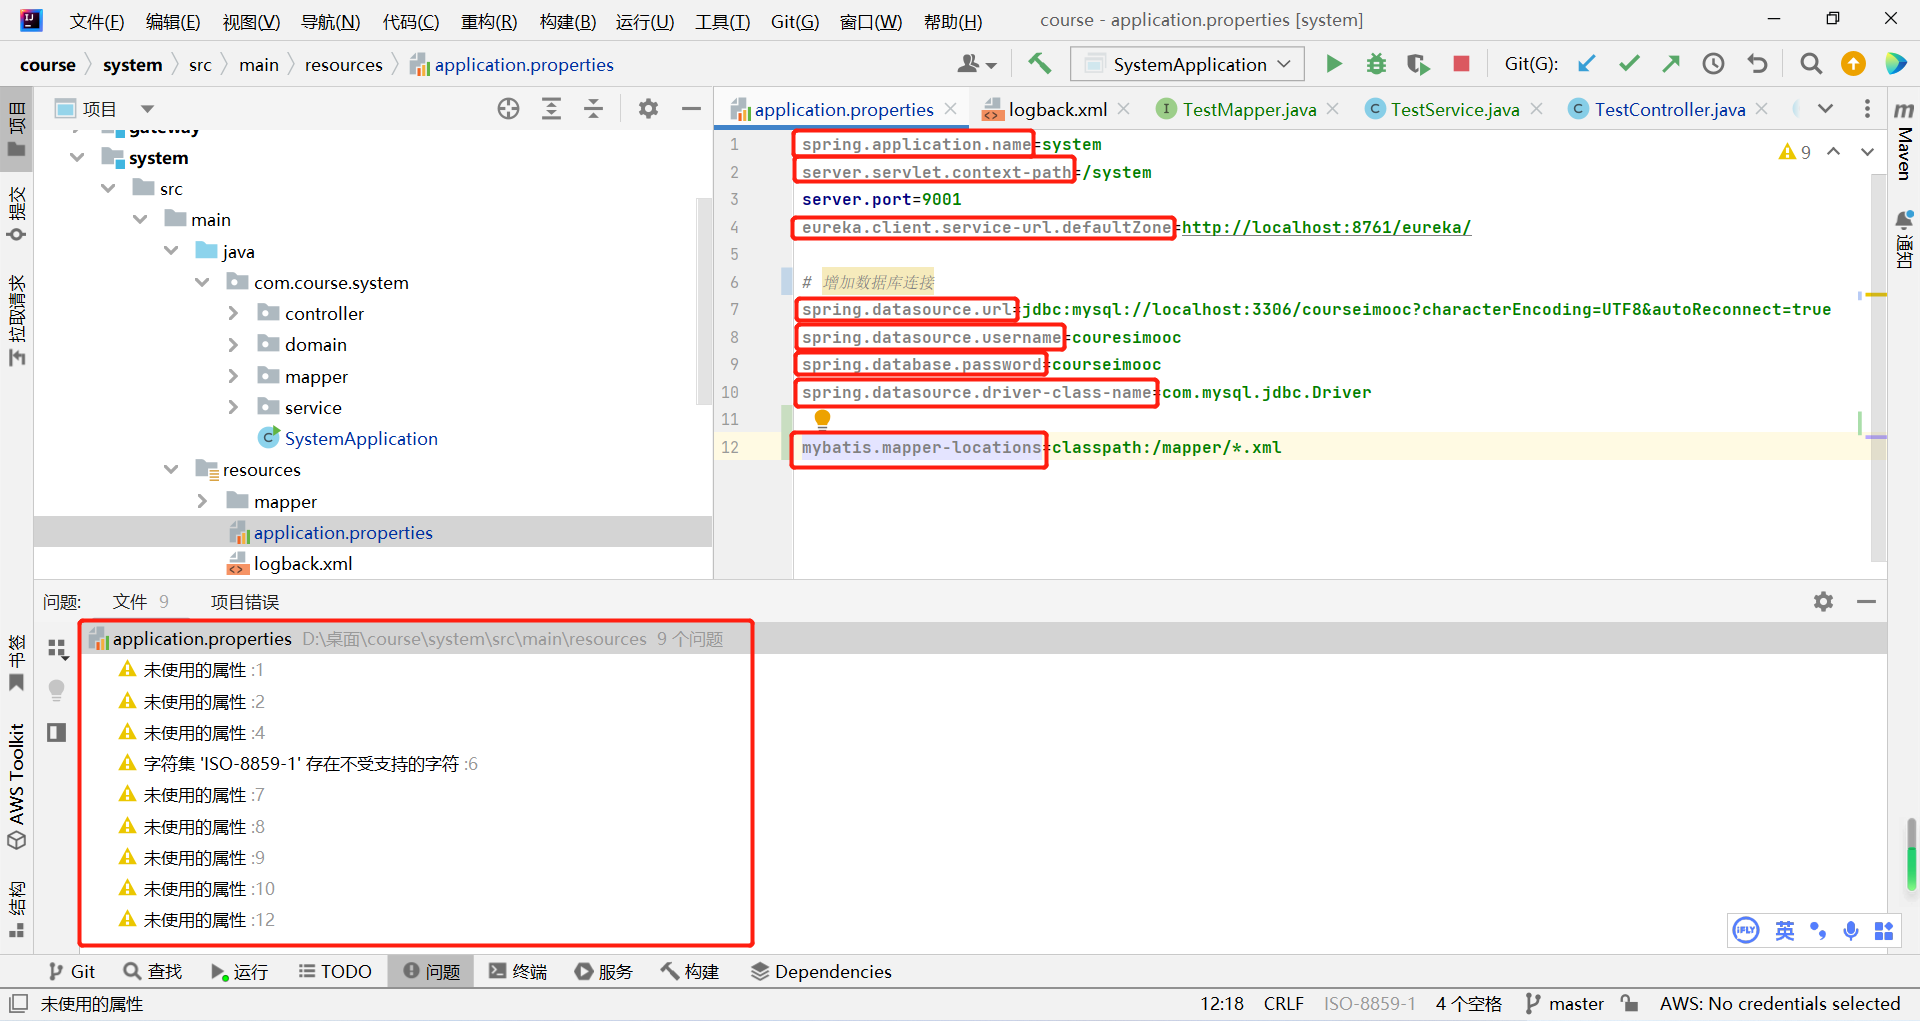 文件(F) 编辑(E) 视图(V) 导航(N) 代码(C) 重构(R) 构建(B) 运行(U) 工具(T) Git(G) 窗口(W) 帮助(H) course - application.properties [system]
course system src main resources application.properties SystemApplication Git(G):
项目
application.properties logback.xml TestMapper.java TestService.java TestController.java
gateway
system
src
main
java
com.course.system
controller
domain
mapper
service
SystemApplication
resources
mapper
application.properties
logback.xml
1 spring.application.name=system
2 server.servlet.context-path=/system
3 server.port=9001
4 eureka.client.service-url.defaultZone=http://localhost:8761/eureka/
5
6 # 增加数据库连接
7 spring.datasource.url=jdbc:mysql://localhost:3306/courseimooc?characterEncoding=UTF8&autoReconnect=true
8 spring.datasource.username=couresimooc
9 spring.database.password=courseimooc
10 spring.datasource.driver-class-name=com.mysql.jdbc.Driver
11
12 mybatis.mapper-locations=classpath:/mapper/*.xml
9
项目
提交
拉取请求
书签
AWS Toolkit
结构
m
Maven
通知
问题: 文件 9 项目错误
application.properties D:\桌面\course\system\src\main\resources 9 个问题
未使用的属性 :1
未使用的属性 :2
未使用的属性 :4
字符集 'ISO-8859-1' 存在不受支持的字符 :6
未使用的属性 :7
未使用的属性 :8
未使用的属性 :9
未使用的属性 :10
未使用的属性 :12
iFLY 英
Git 查找 运行 TODO 问题 终端 服务 构建 Dependencies
未使用的属性 12:18 CRLF ISO-8859-1 4 个空格 master AWS: No credentials selected